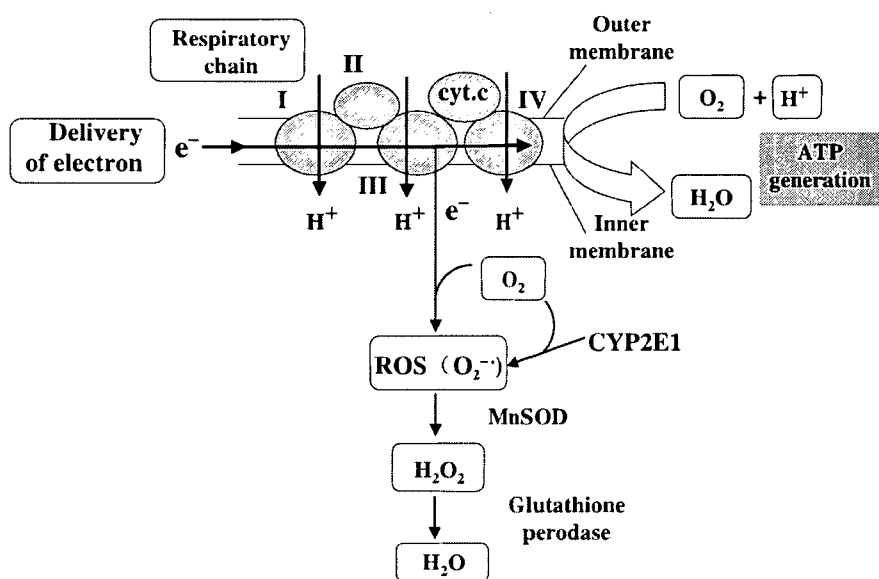 Respiratory
chain
Outer
membrane
II
I
cyt.c
IV
O₂ + H⁺
Delivery
of electron
e⁻
ATP
generation
III
H⁺
H⁺
e⁻
H⁺
H₂O
Inner
membrane
O₂
CYP2E1
ROS (O₂⁻·)
MnSOD
H₂O₂
Glutathione
perodase
H₂O